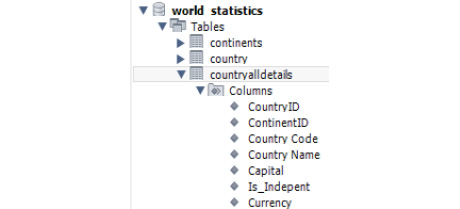 world_statistics
Tables
continents
country
countryalldetails
Columns
CountryID
ContinentID
Country Code
Country Name
Capital
Is_Indepent
Currency